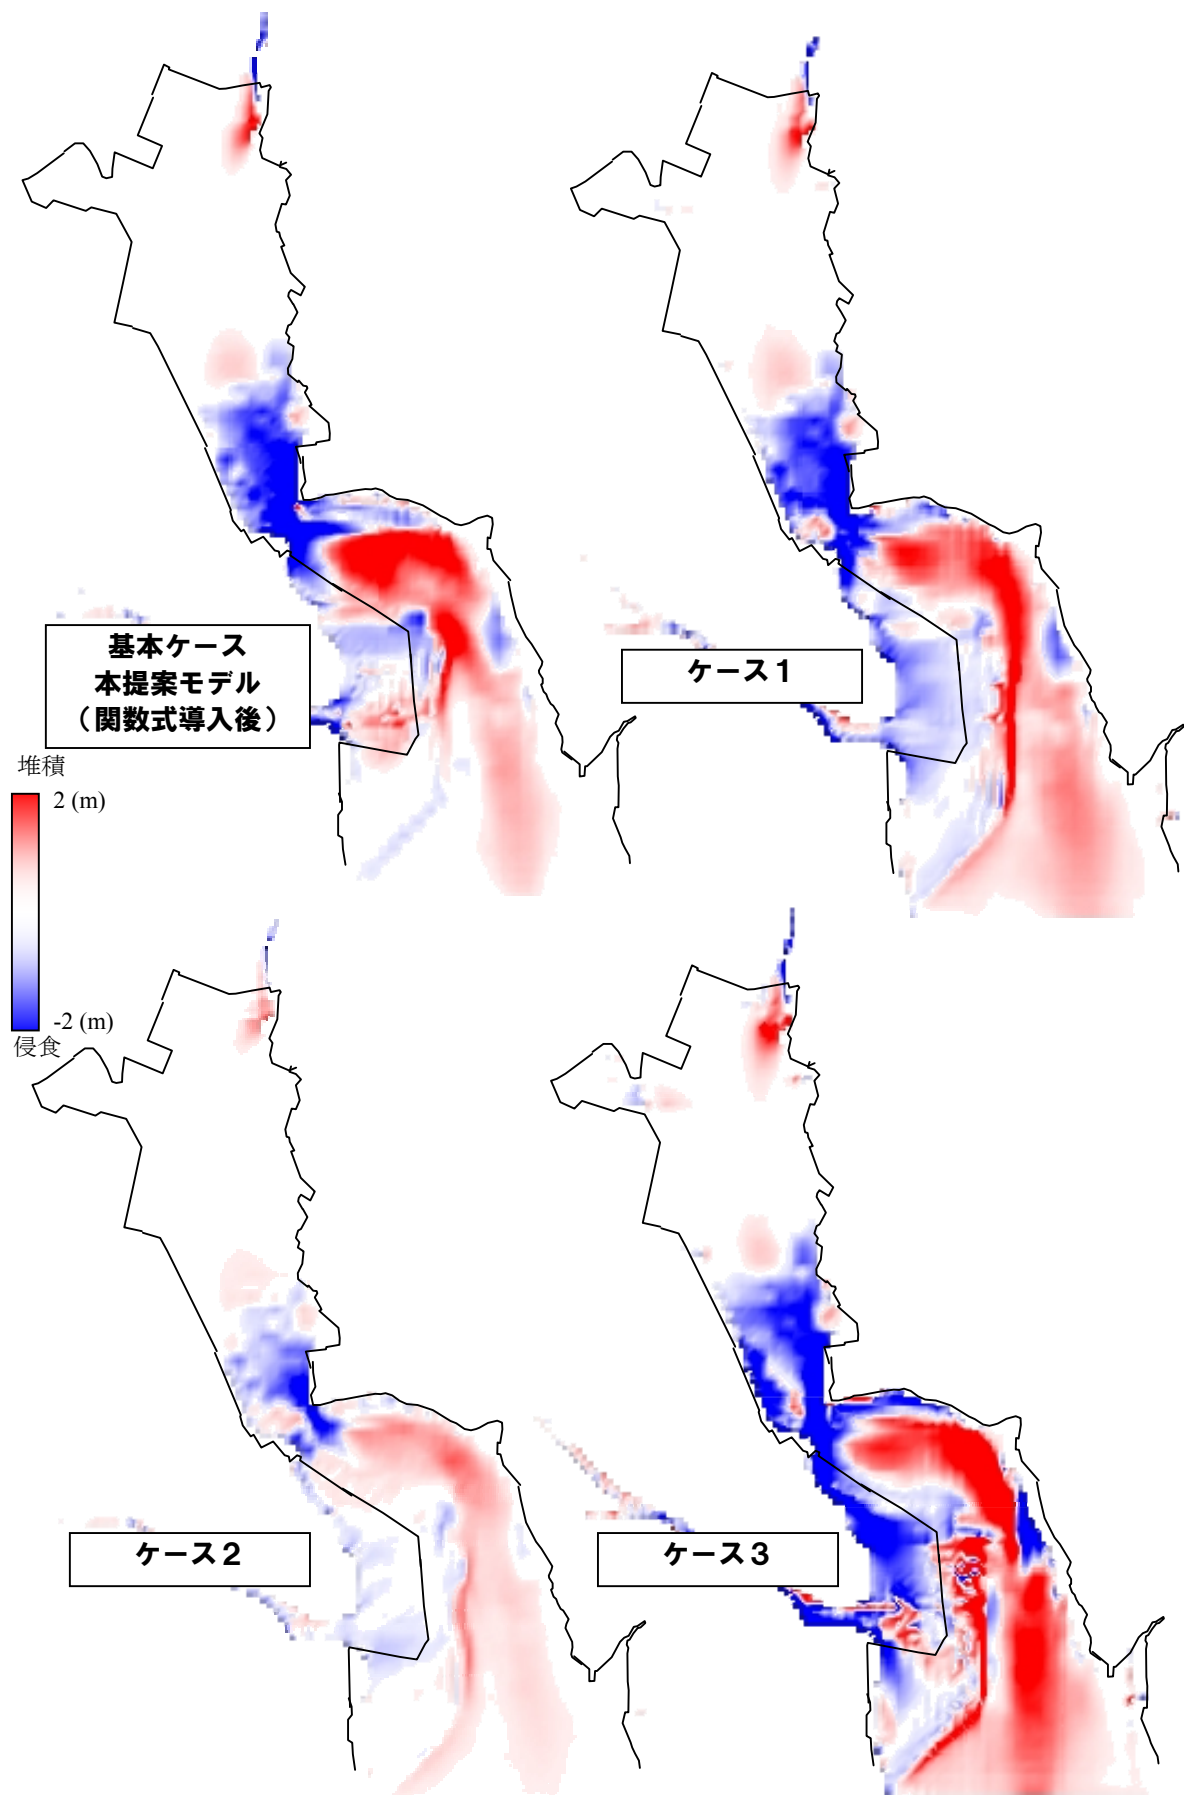 基本ケース
本提案モデル
（関数式導入後）
ケース１
堆積
2 (m)
-2 (m)
侵食
ケース２
ケース３